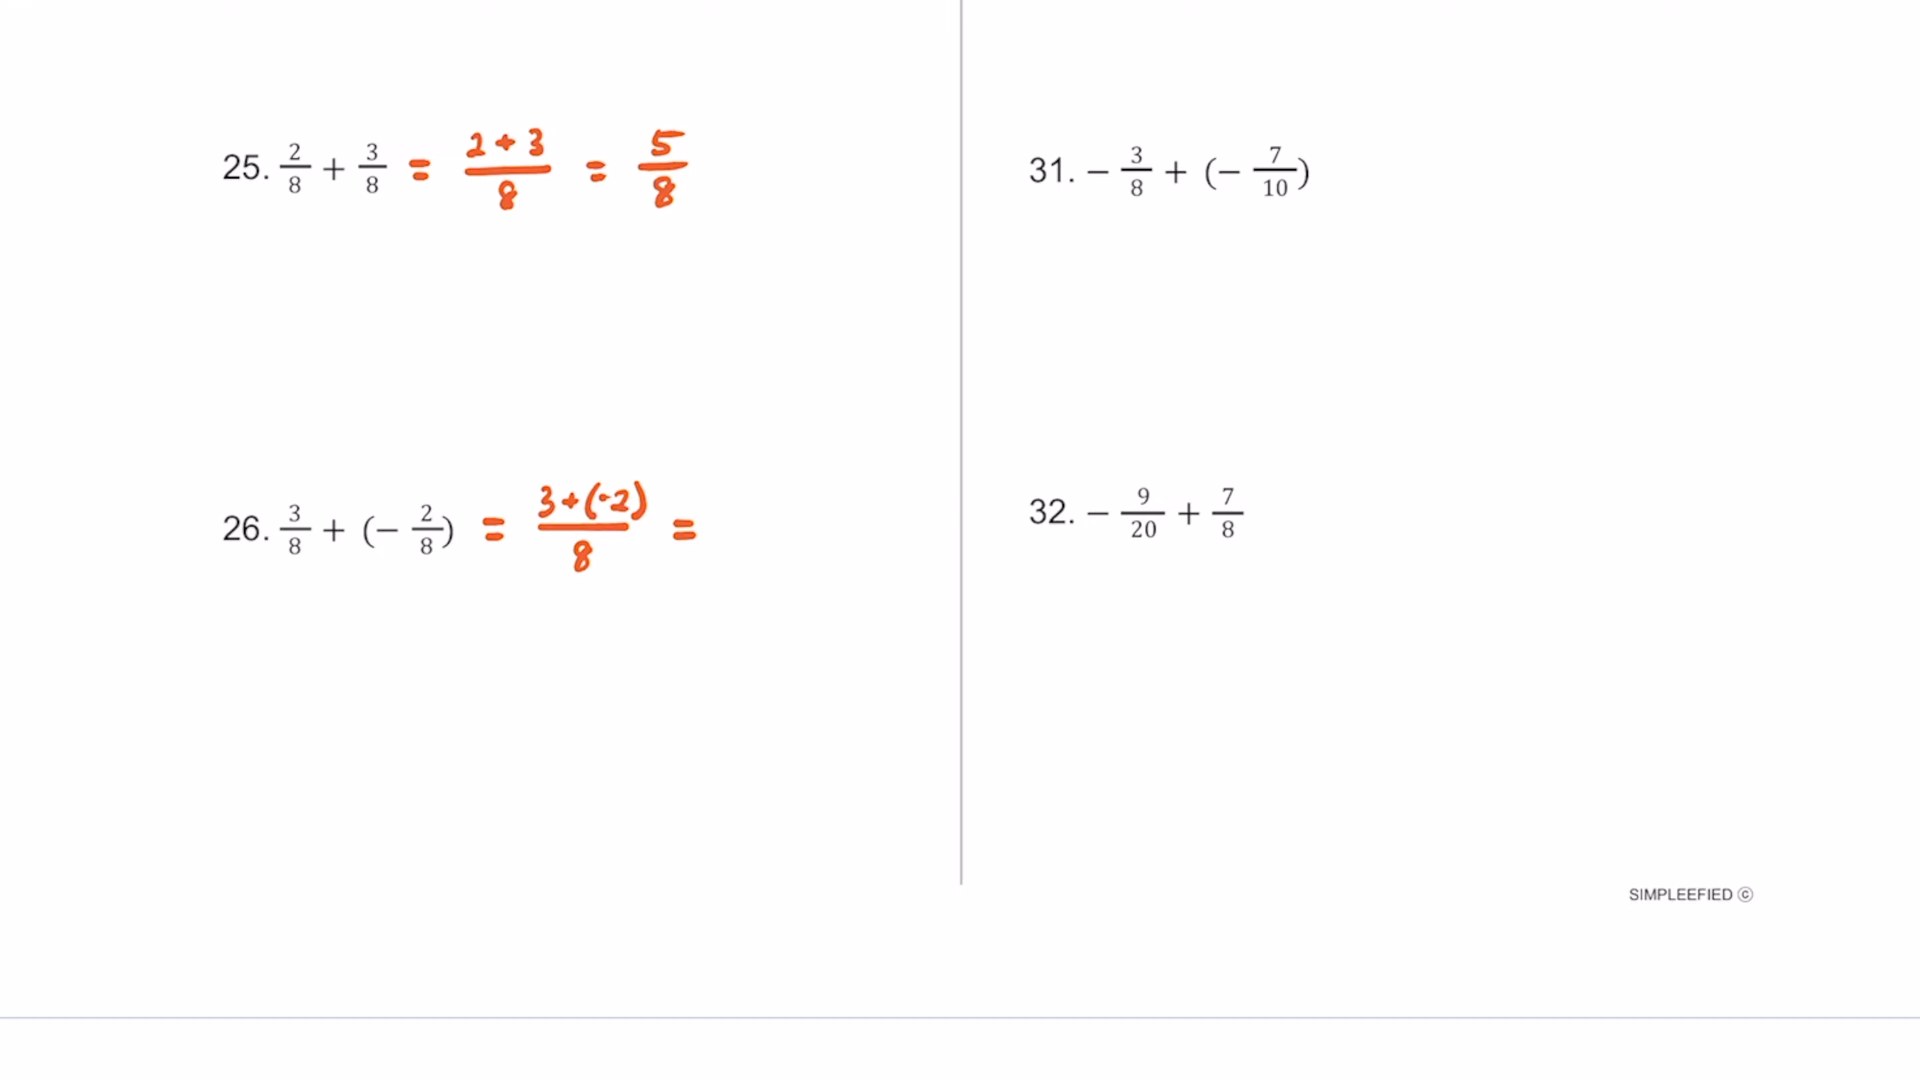 25. 2/8 + 3/8 = (2 + 3)/8 = 5/8
26. 3/8 + (− 2/8) = (3 + (-2))/8 =
31. − 3/8 + (− 7/10)
32. − 9/20 + 7/8
SIMPLEEFIED ©